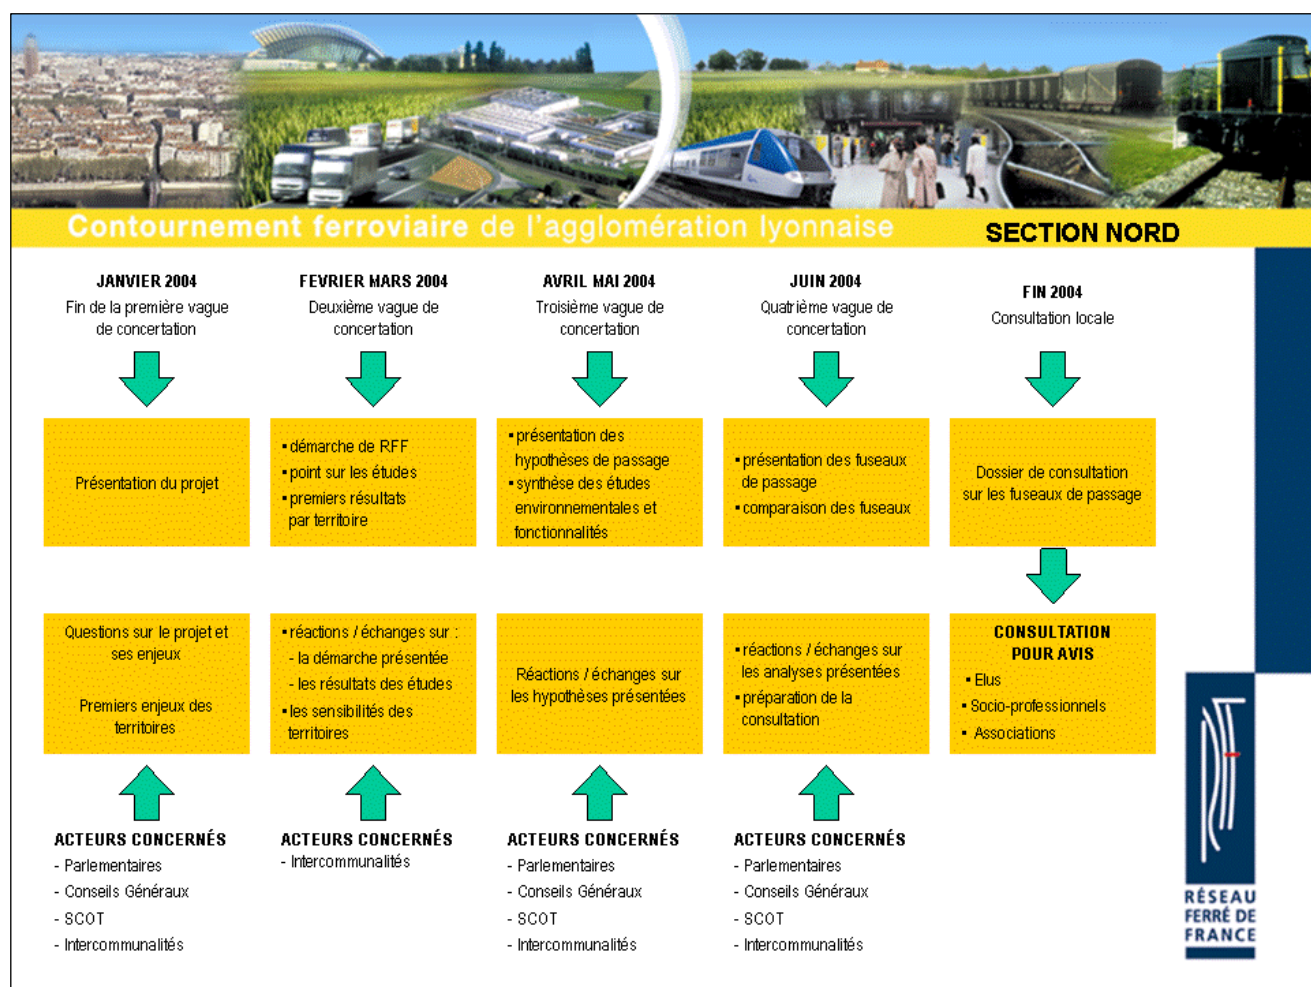 Contournement ferroviaire de l'agglomération lyonnaise
SECTION NORD
JANVIER 2004
Fin de la première vague
de concertation
Présentation du projet
Questions sur le projet et
ses enjeux
Premiers enjeux des
territoires
ACTEURS CONCERNÉS
- Parlementaires
- Conseils Généraux
- SCOT
- Intercommunalités
FEVRIER MARS 2004
Deuxième vague de
concertation
▪ démarche de RFF
▪ point sur les études
▪ premiers résultats
par territoire
▪ réactions / échanges sur :
- la démarche présentée
- les résultats des études
▪ les sensibilités des
territoires
ACTEURS CONCERNÉS
- Intercommunalités
AVRIL MAI 2004
Troisième vague de
concertation
▪ présentation des
hypothèses de passage
▪ synthèse des études
environnementales et
fonctionnalités
Réactions / échanges sur
les hypothèses présentées
ACTEURS CONCERNÉS
- Parlementaires
- Conseils Généraux
- SCOT
- Intercommunalités
JUIN 2004
Quatrième vague de
concertation
▪ présentation des fuseaux
de passage
▪ comparaison des fuseaux
▪ réactions / échanges sur
les analyses présentées
▪ préparation de la
consultation
ACTEURS CONCERNÉS
- Parlementaires
- Conseils Généraux
- SCOT
- Intercommunalités
FIN 2004
Consultation locale
Dossier de consultation
sur les fuseaux de passage
CONSULTATION
POUR AVIS
▪ Elus
▪ Socio-professionnels
▪ Associations
RÉSEAU
FERRÉ DE
FRANCE